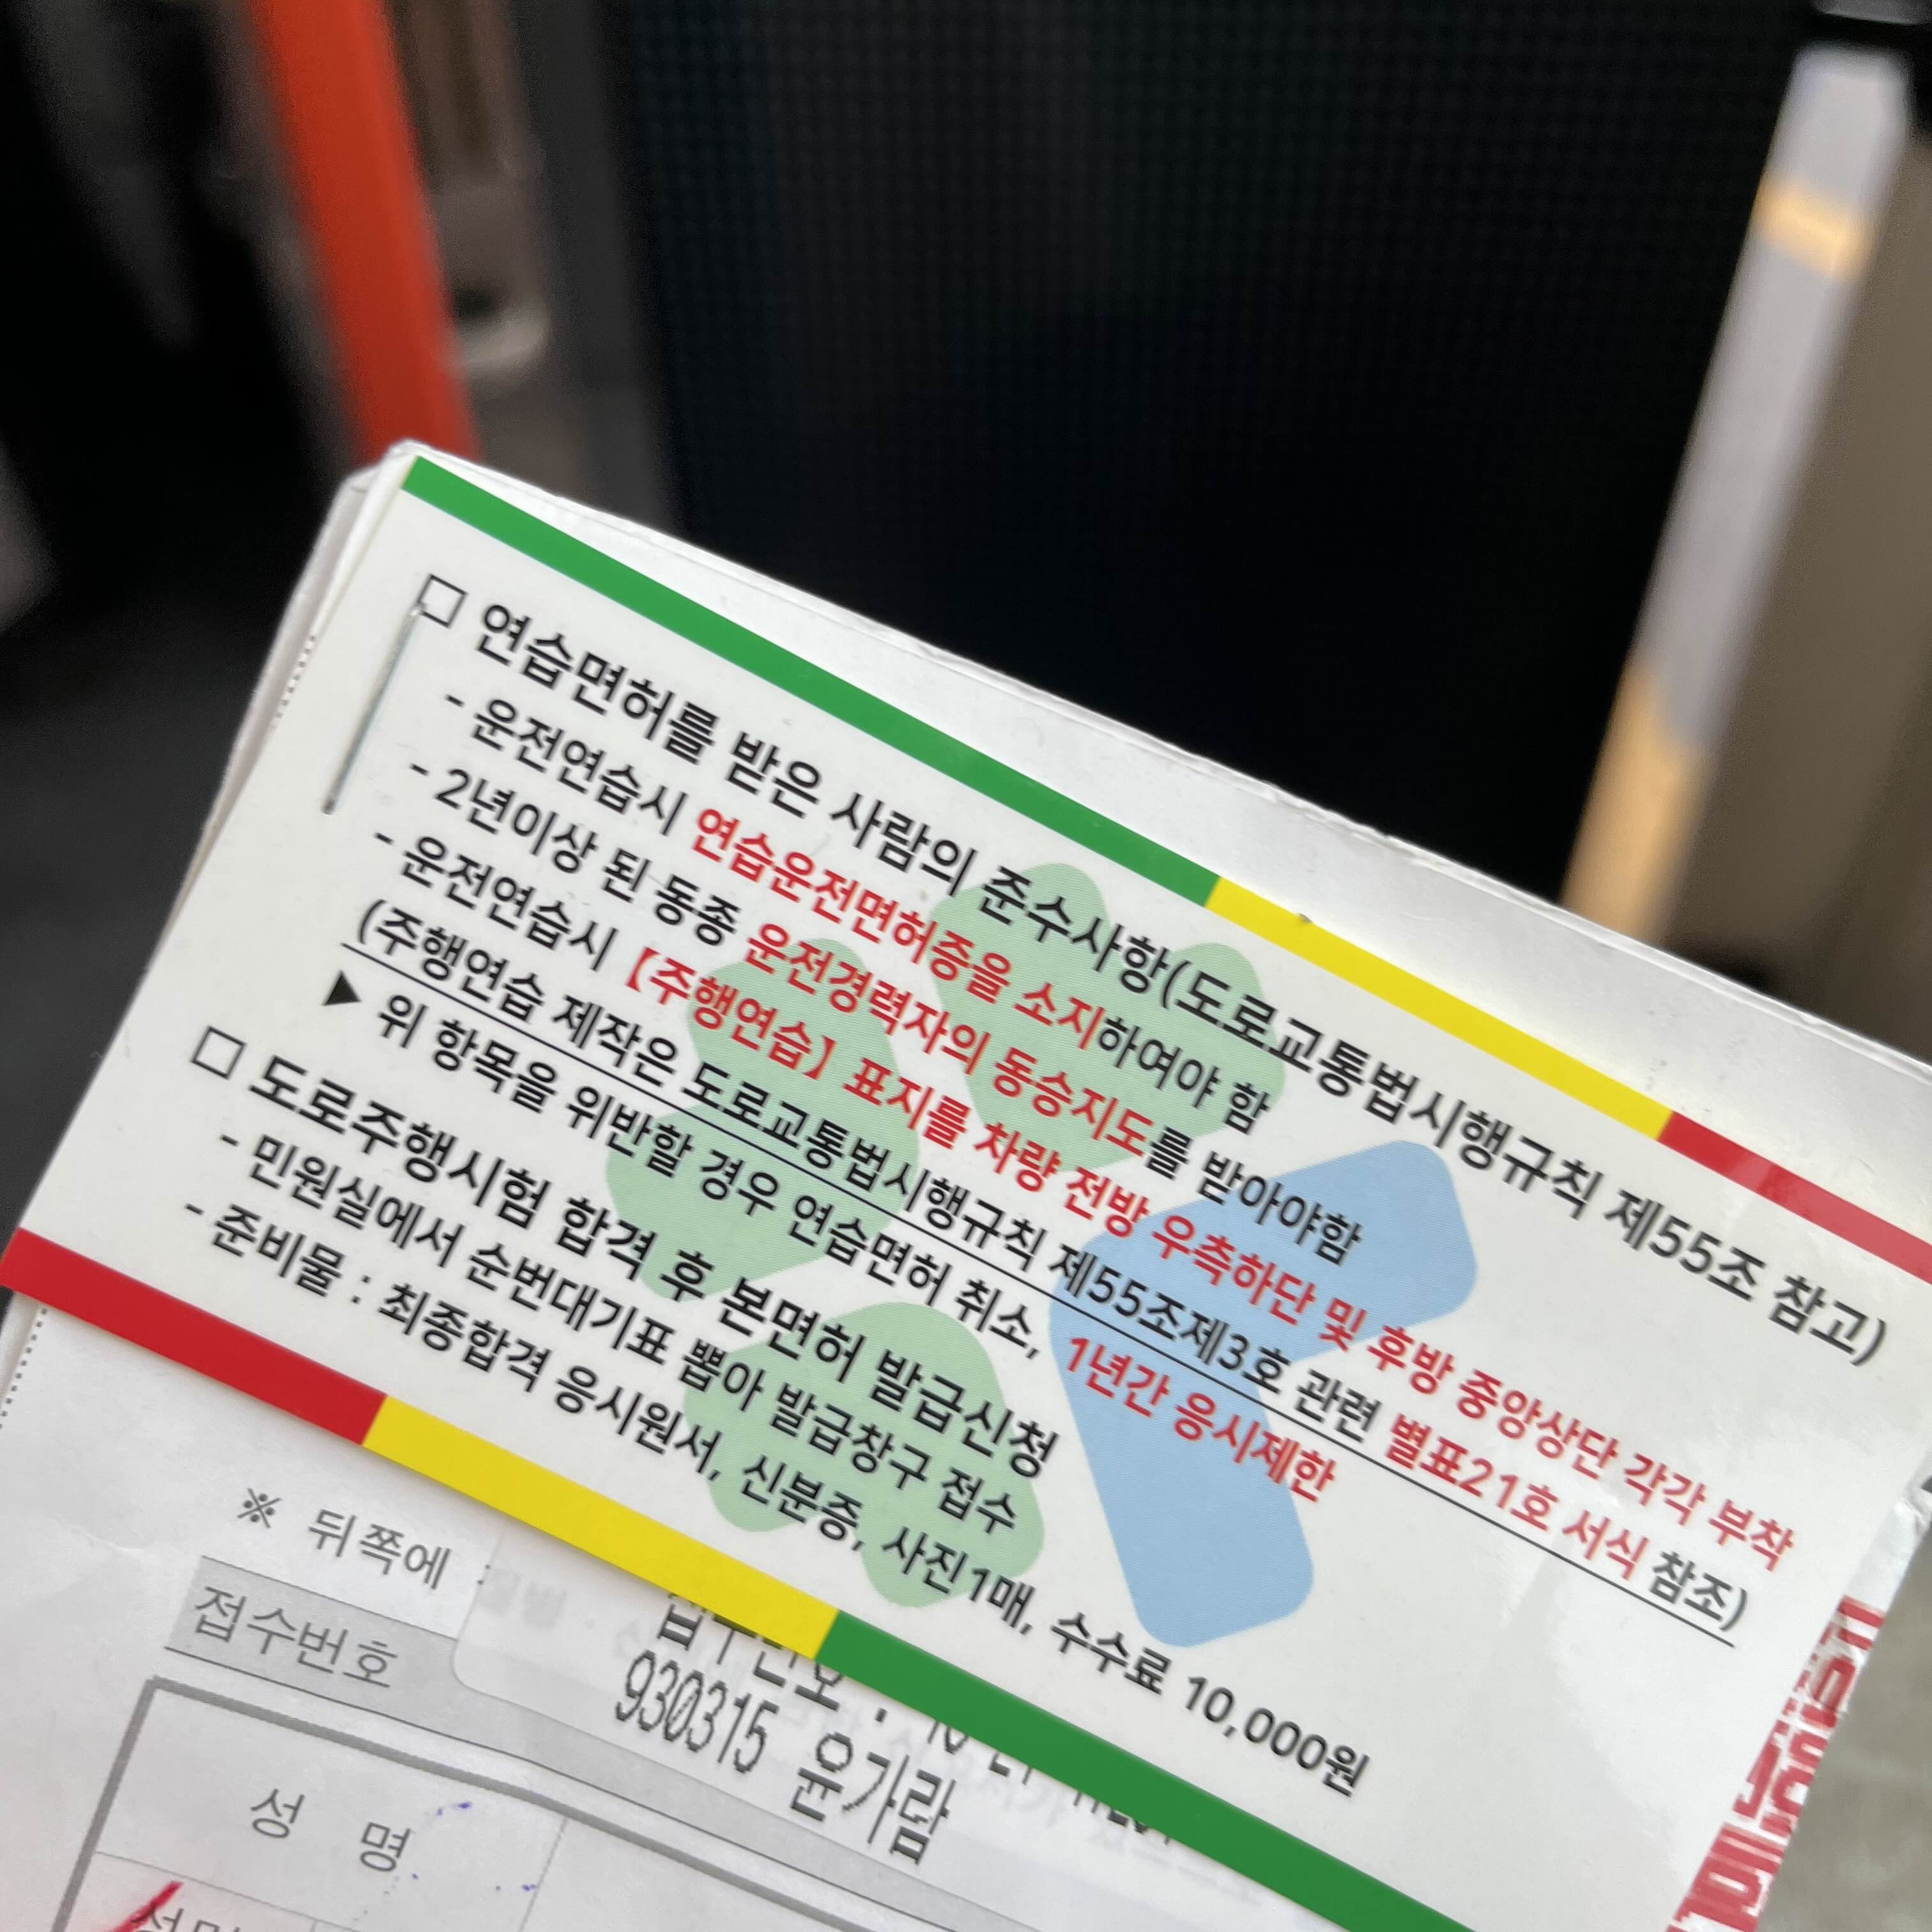 □ 연습면허를 받은 사람의 준수사항(도로교통법시행규칙 제55조 참고)
- 운전연습시 연습운전면허증을 소지하여야 함
- 2년이상 된 동종 운전경력자의 동승지도를 받아야함
- 운전연습시 【주행연습】 표지를 차량 전방 우측하단 및 후방 중앙상단 각각 부착
(주행연습 제작은 도로교통법시행규칙 제55조제3호 관련 별표21호 서식 참조)
▶ 위 항목을 위반할 경우 연습면허 취소, 1년간 응시제한
□ 도로주행시험 합격 후 본면허 발급신청
- 민원실에서 순번대기표 뽑아 발급창구 접수
- 준비물 : 최종합격 응시원서, 신분증, 사진1매, 수수료 10,000원
※ 뒤쪽에
접수번호
930315 윤가람
성 명